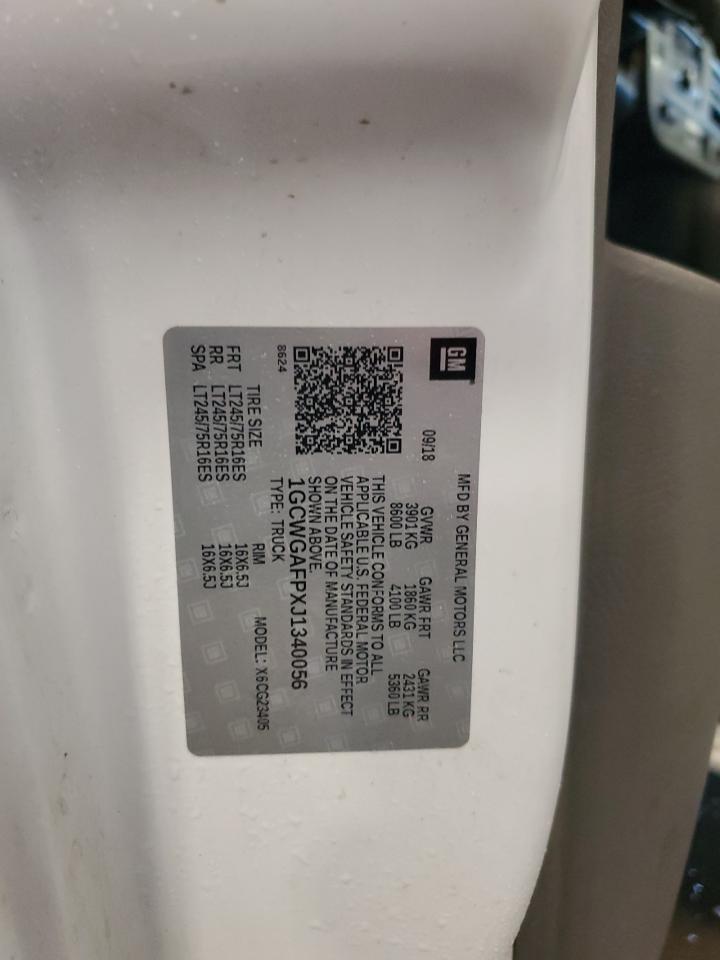 GM
MFD BY GENERAL MOTORS LLC
09/18
GVWR GAWR FRT GAWR RR
3901 KG 1860 KG 2431 KG
8600 LB 4100 LB 5360 LB
THIS VEHICLE CONFORMS TO ALL
APPLICABLE U.S. FEDERAL MOTOR
VEHICLE SAFETY STANDARDS IN EFFECT
ON THE DATE OF MANUFACTURE
SHOWN ABOVE.
1GCWGAFPXJ1340056
8624
TYPE: TRUCK
MODEL: X6CG23405
TIRE SIZE RIM
FRT LT245/75R16ES 16X6.5J
RR LT245/75R16ES 16X6.5J
SPA LT245/75R16ES 16X6.5J